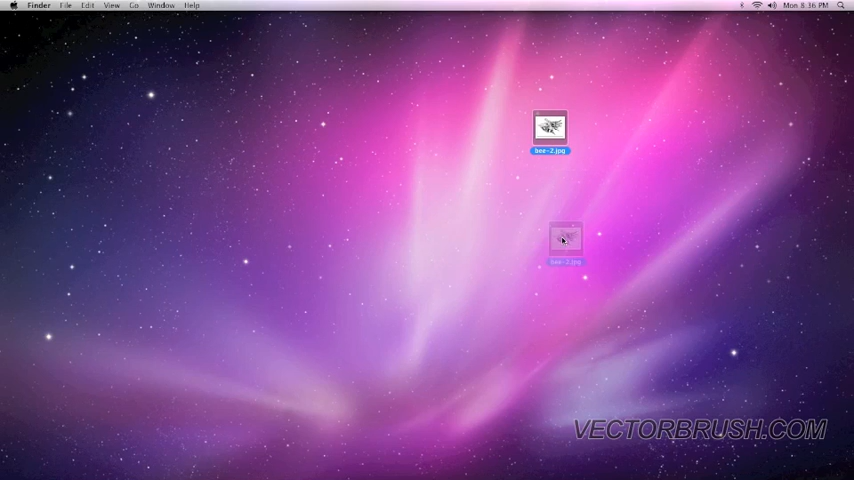 Finder File Edit View Go Window Help Mon 8:36 PM
bee-2.jpg
bee-2.jpg
VECTORBRUSH.COM